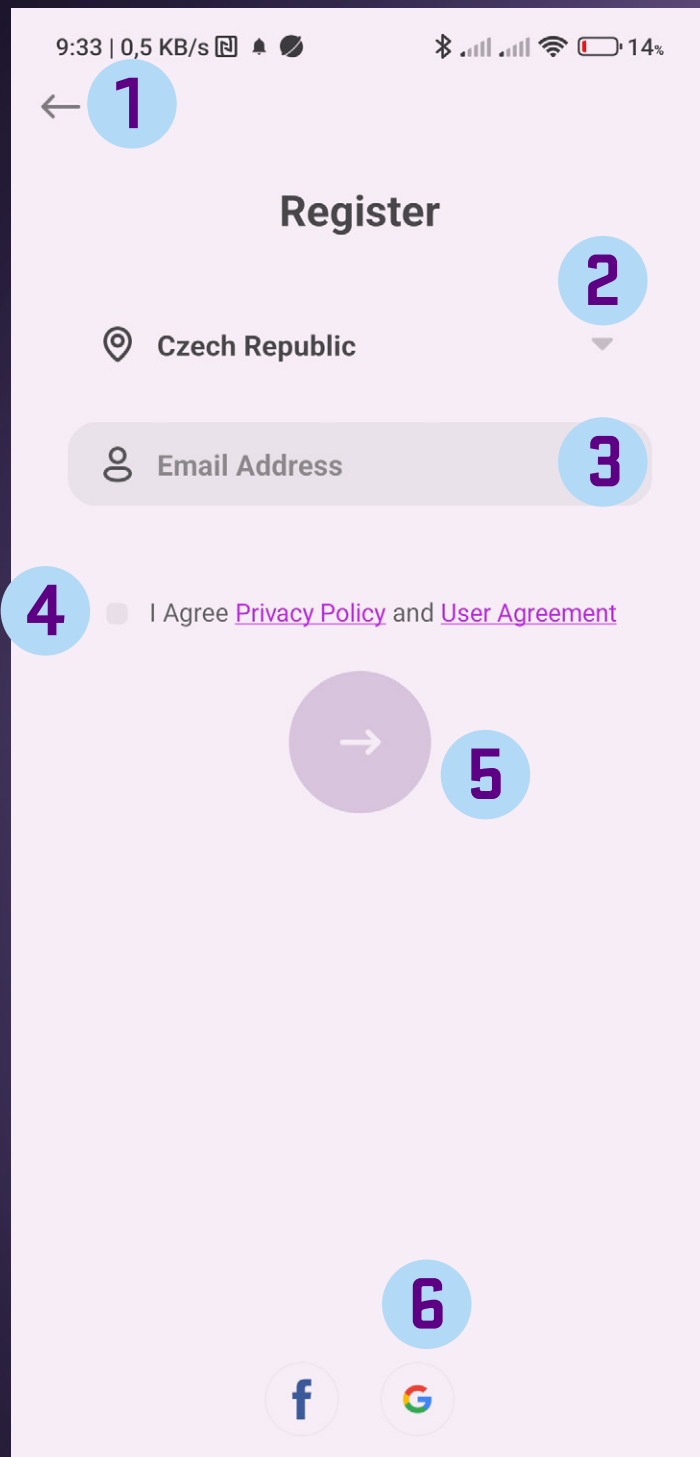 9:33 | 0,5 KB/s 14%
1
Register
2
Czech Republic
Email Address 3
4 I Agree Privacy Policy and User Agreement
5
6
f G